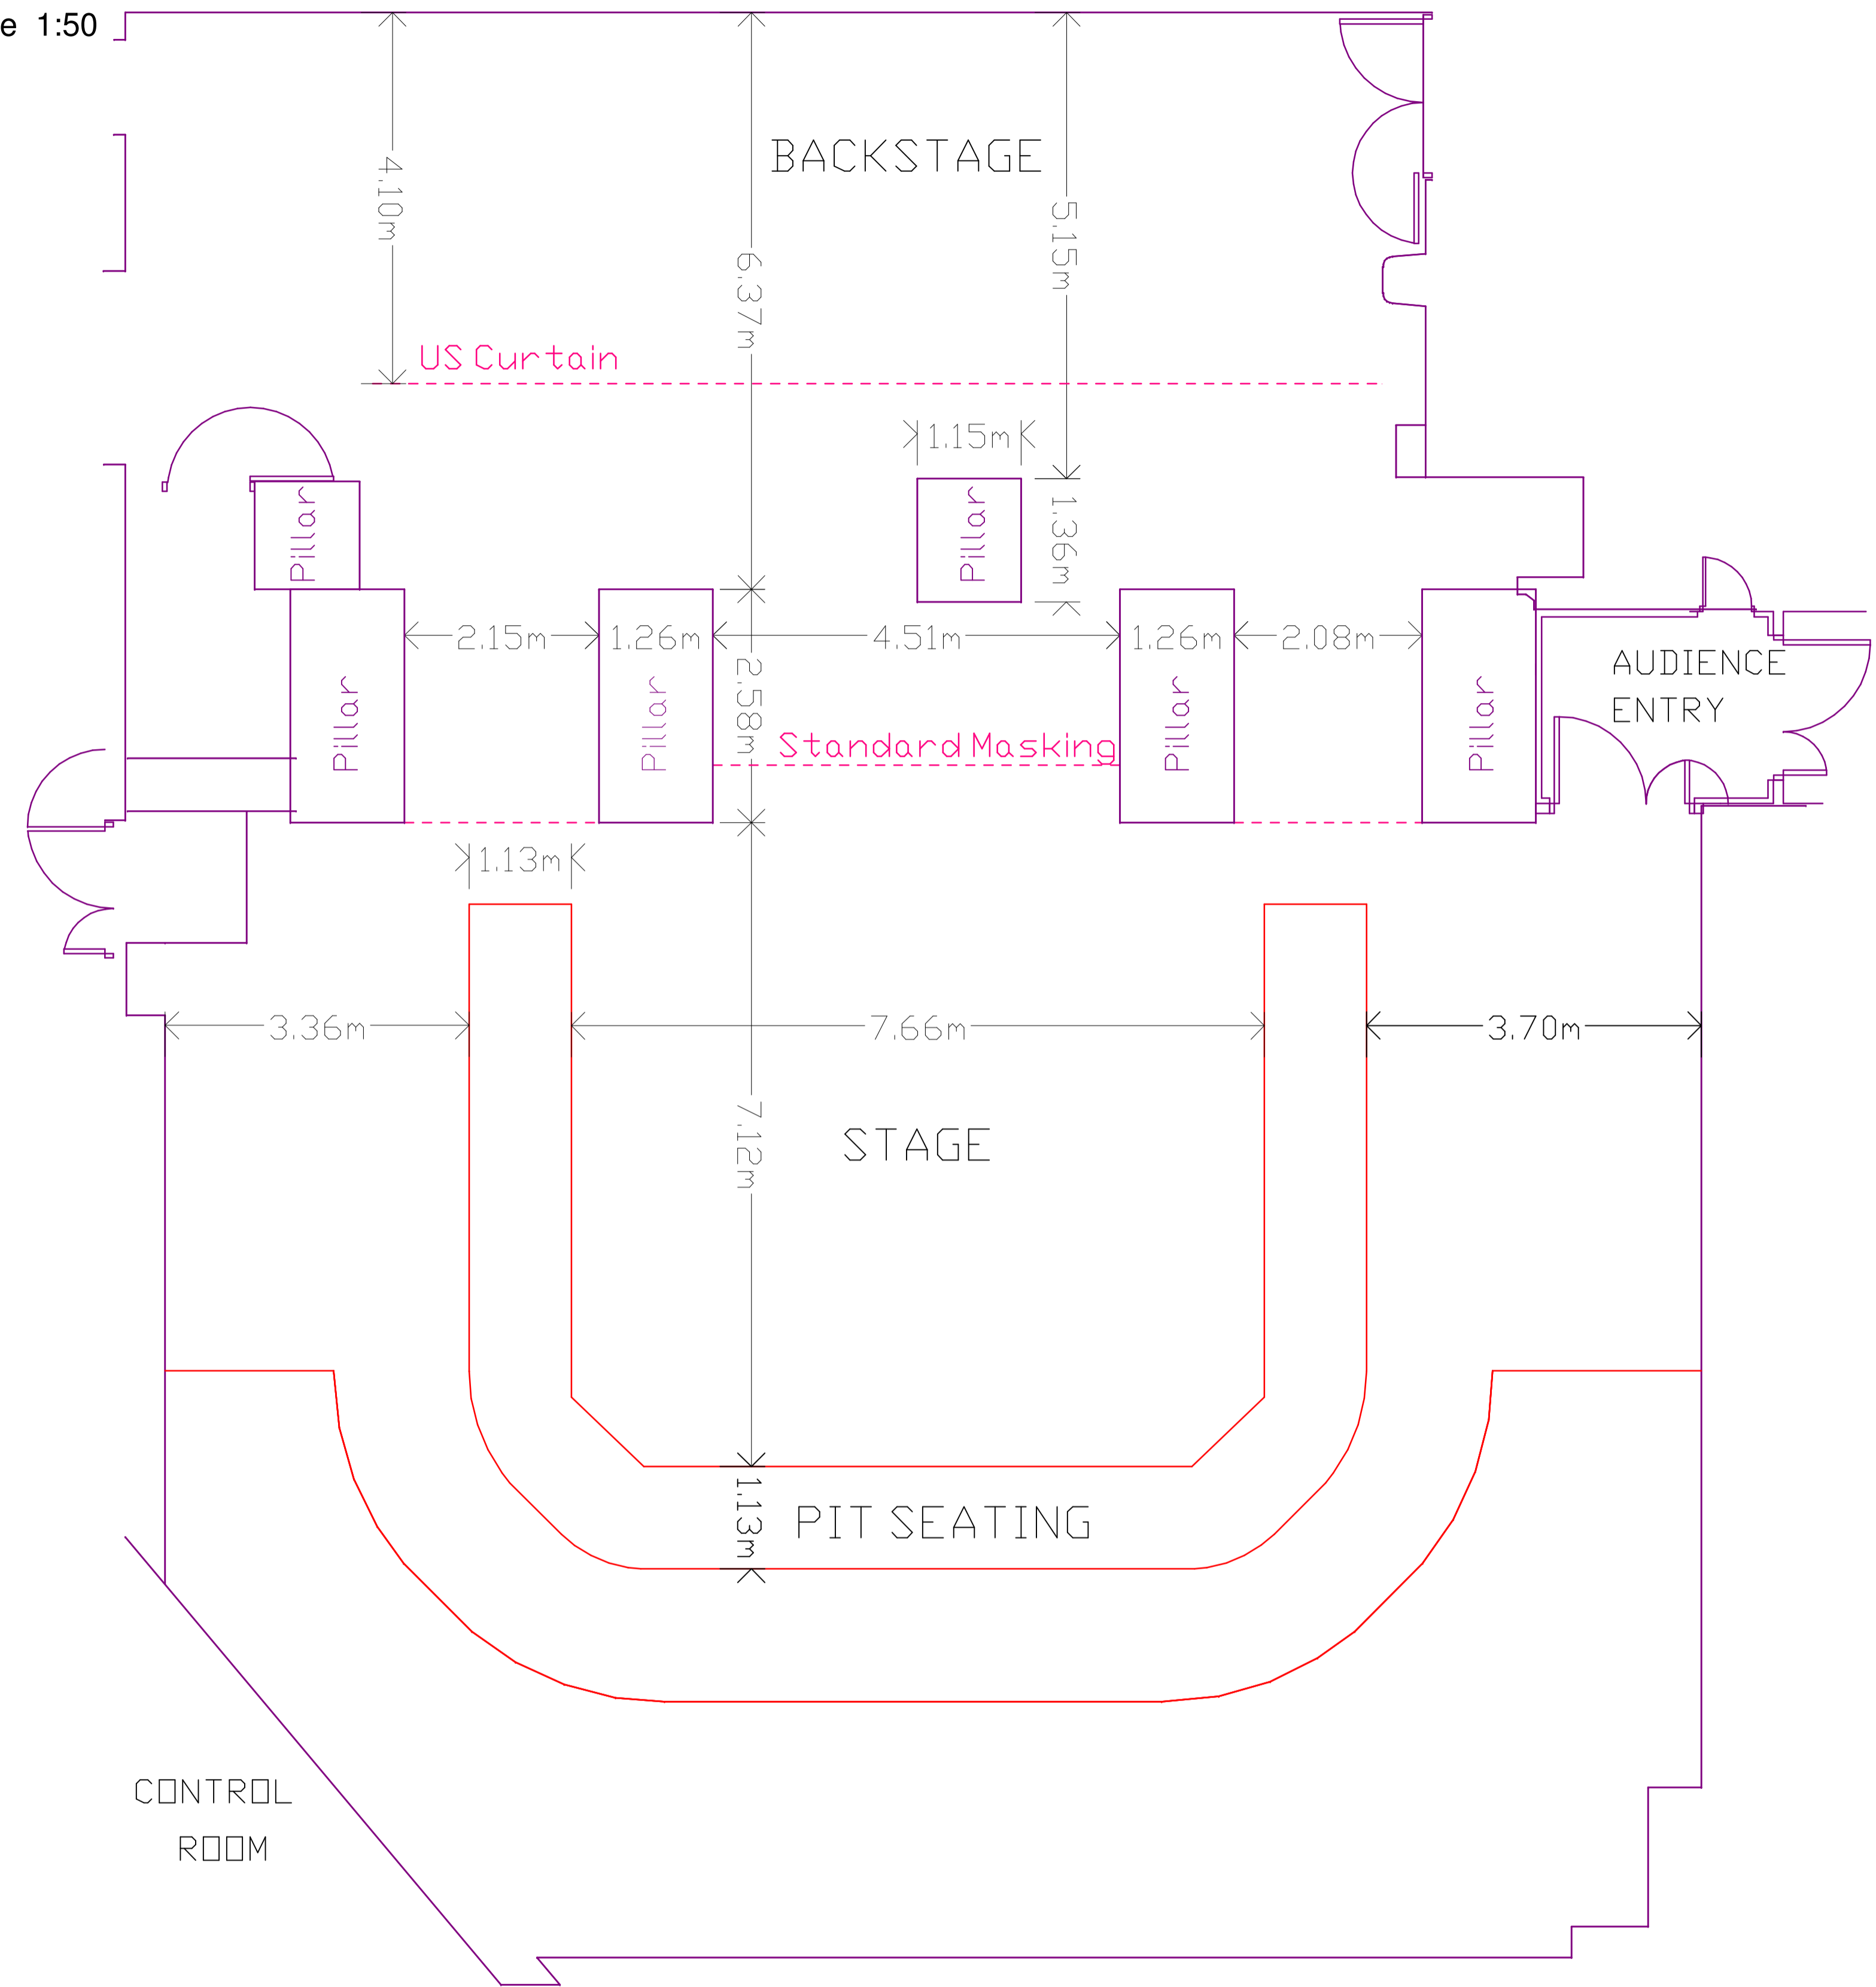 e 1:50
BACKSTAGE
4.10m
6.37m
5.15m
US Curtain
1.15m
Pillar
Pillar
1.36m
2.15m
1.26m
4.51m
1.26m
2.08m
AUDIENCE
ENTRY
2.58m
Pillar
Pillar
Pillar
Pillar
Standard Masking
1.13m
3.36m
7.66m
3.70m
7.12m
STAGE
1.13m
PIT SEATING
CONTROL
ROOM